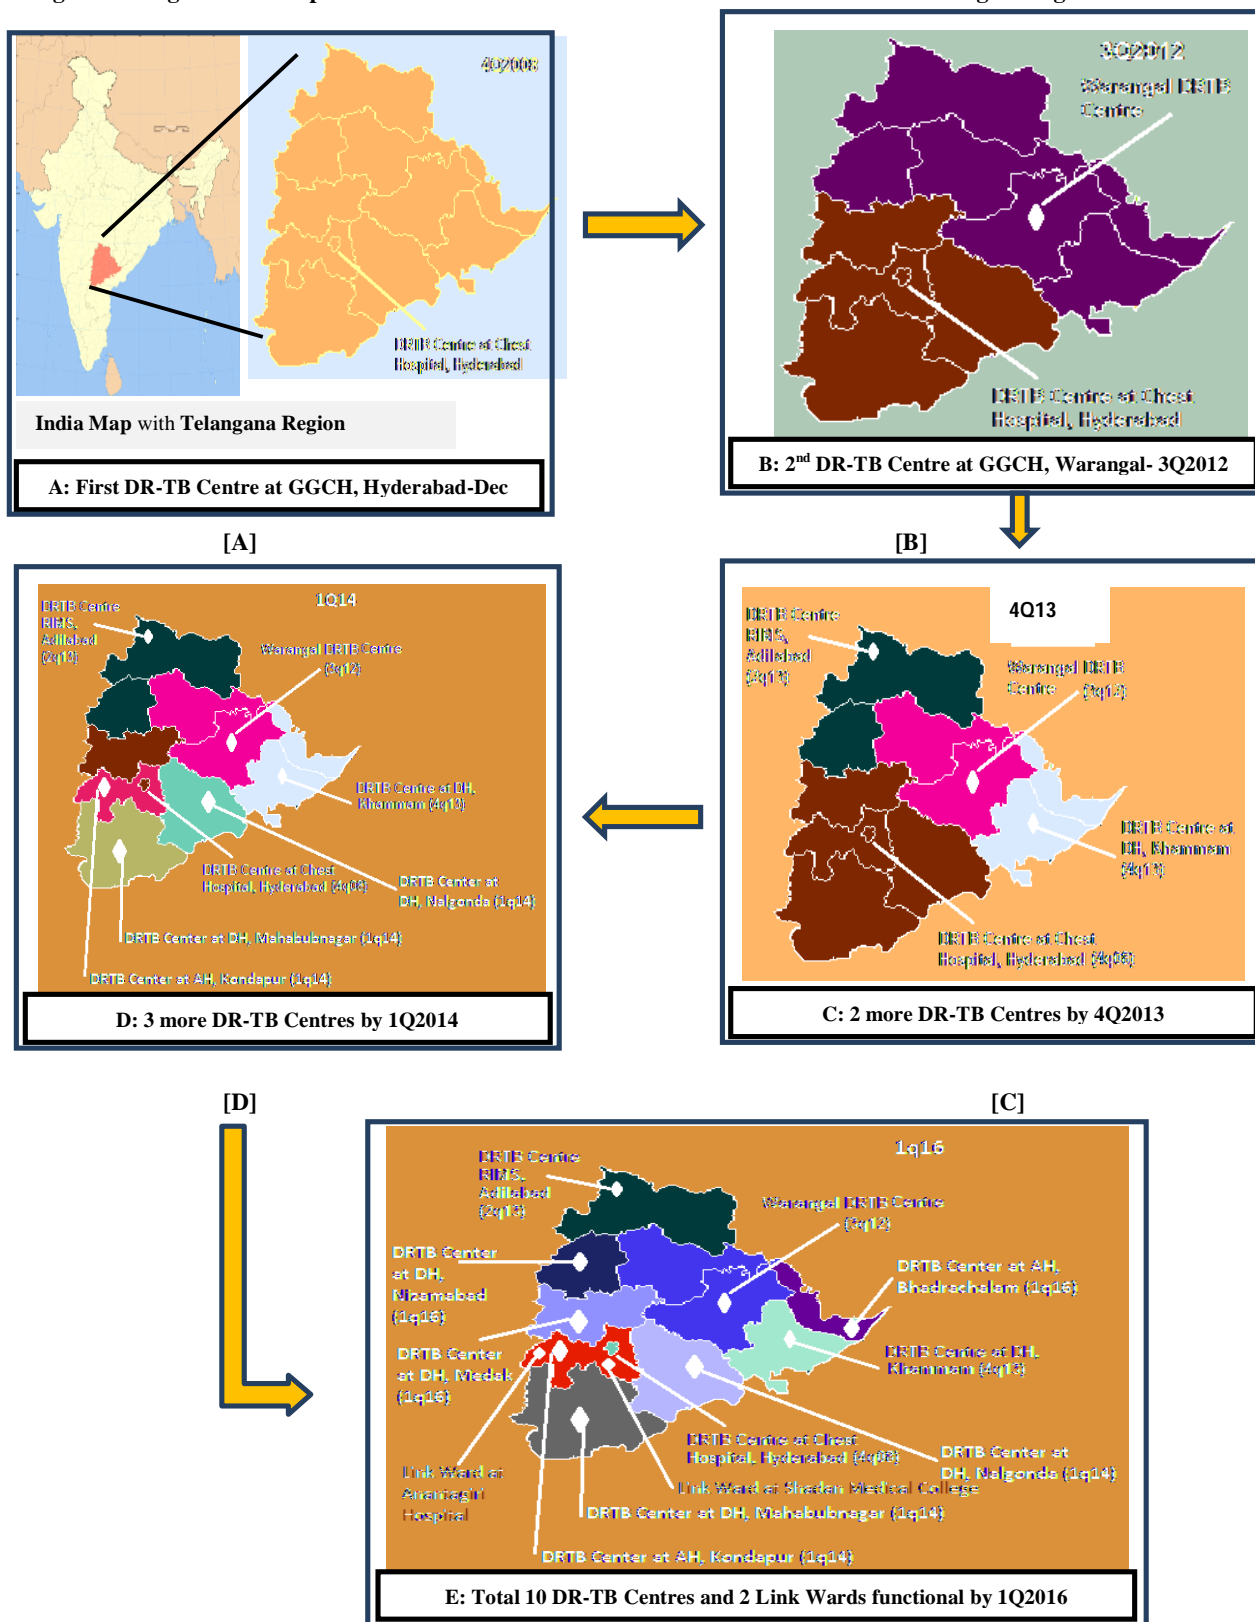 4Q2008
DRTB Centre at Chest
Hospital, Hyderabad
India Map with Telangana Region
A: First DR-TB Centre at GGCH, Hyderabad-Dec
3Q2012
Warangal DRTB
Centre
DRTB Centre at Chest
Hospital, Hyderabad
B: 2nd DR-TB Centre at GGCH, Warangal- 3Q2012
[A]
[B]
1Q14
DRTB Centre
RIMS,
Adilabad
(2q13)
Warangal DRTB Centre
(3q12)
DRTB Centre at DH,
Khammam (4q13)
DRTB Centre at Chest
Hospital, Hyderabad (4q08)
DRTB Center at
DH, Nalgonda (1q14)
DRTB Center at DH, Mahabubnagar (1q14)
DRTB Center at AH, Kondapur (1q14)
D: 3 more DR-TB Centres by 1Q2014
4Q13
DRTB Centre
RIMS,
Adilabad
(2q13)
Warangal DRTB
Centre
(3q12)
DRTB Centre at
DH, Khammam
(4q13)
DRTB Centre at Chest
Hospital, Hyderabad (4q08)
C: 2 more DR-TB Centres by 4Q2013
[D]
[C]
1q16
DRTB Centre
RIMS,
Adilabad
(2q13)
Warangal DRTB Centre
(3q12)
DRTB Center
at DH,
Nizamabad
(1q16)
DRTB Center at AH,
Bhadrachalam (1q16)
DRTB Center
at DH, Medak
(1q16)
DRTB Centre at DH,
Khammam (4q13)
DRTB Centre at Chest
Hospital, Hyderabad (4q08)
DRTB Center at
DH, Nalgonda (1q14)
Link Ward at
Anantagiri
Hospital
Link Ward at Shadan Medical College
DRTB Center at DH, Mahabubnagar (1q14)
DRTB Center at AH, Kondapur (1q14)
E: Total 10 DR-TB Centres and 2 Link Wards functional by 1Q2016